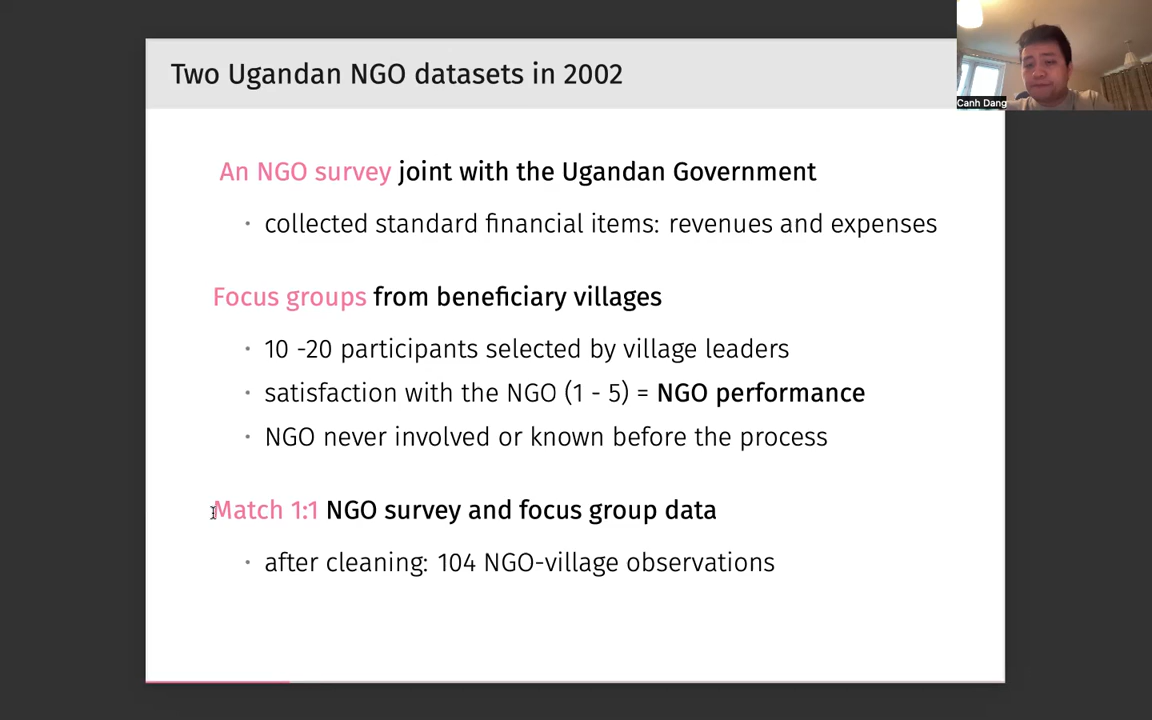 Two Ugandan NGO datasets in 2002
Canh Dang
An NGO survey joint with the Ugandan Government
· collected standard financial items: revenues and expenses
Focus groups from beneficiary villages
· 10 -20 participants selected by village leaders
· satisfaction with the NGO (1 - 5) = NGO performance
· NGO never involved or known before the process
Match 1:1 NGO survey and focus group data
· after cleaning: 104 NGO-village observations